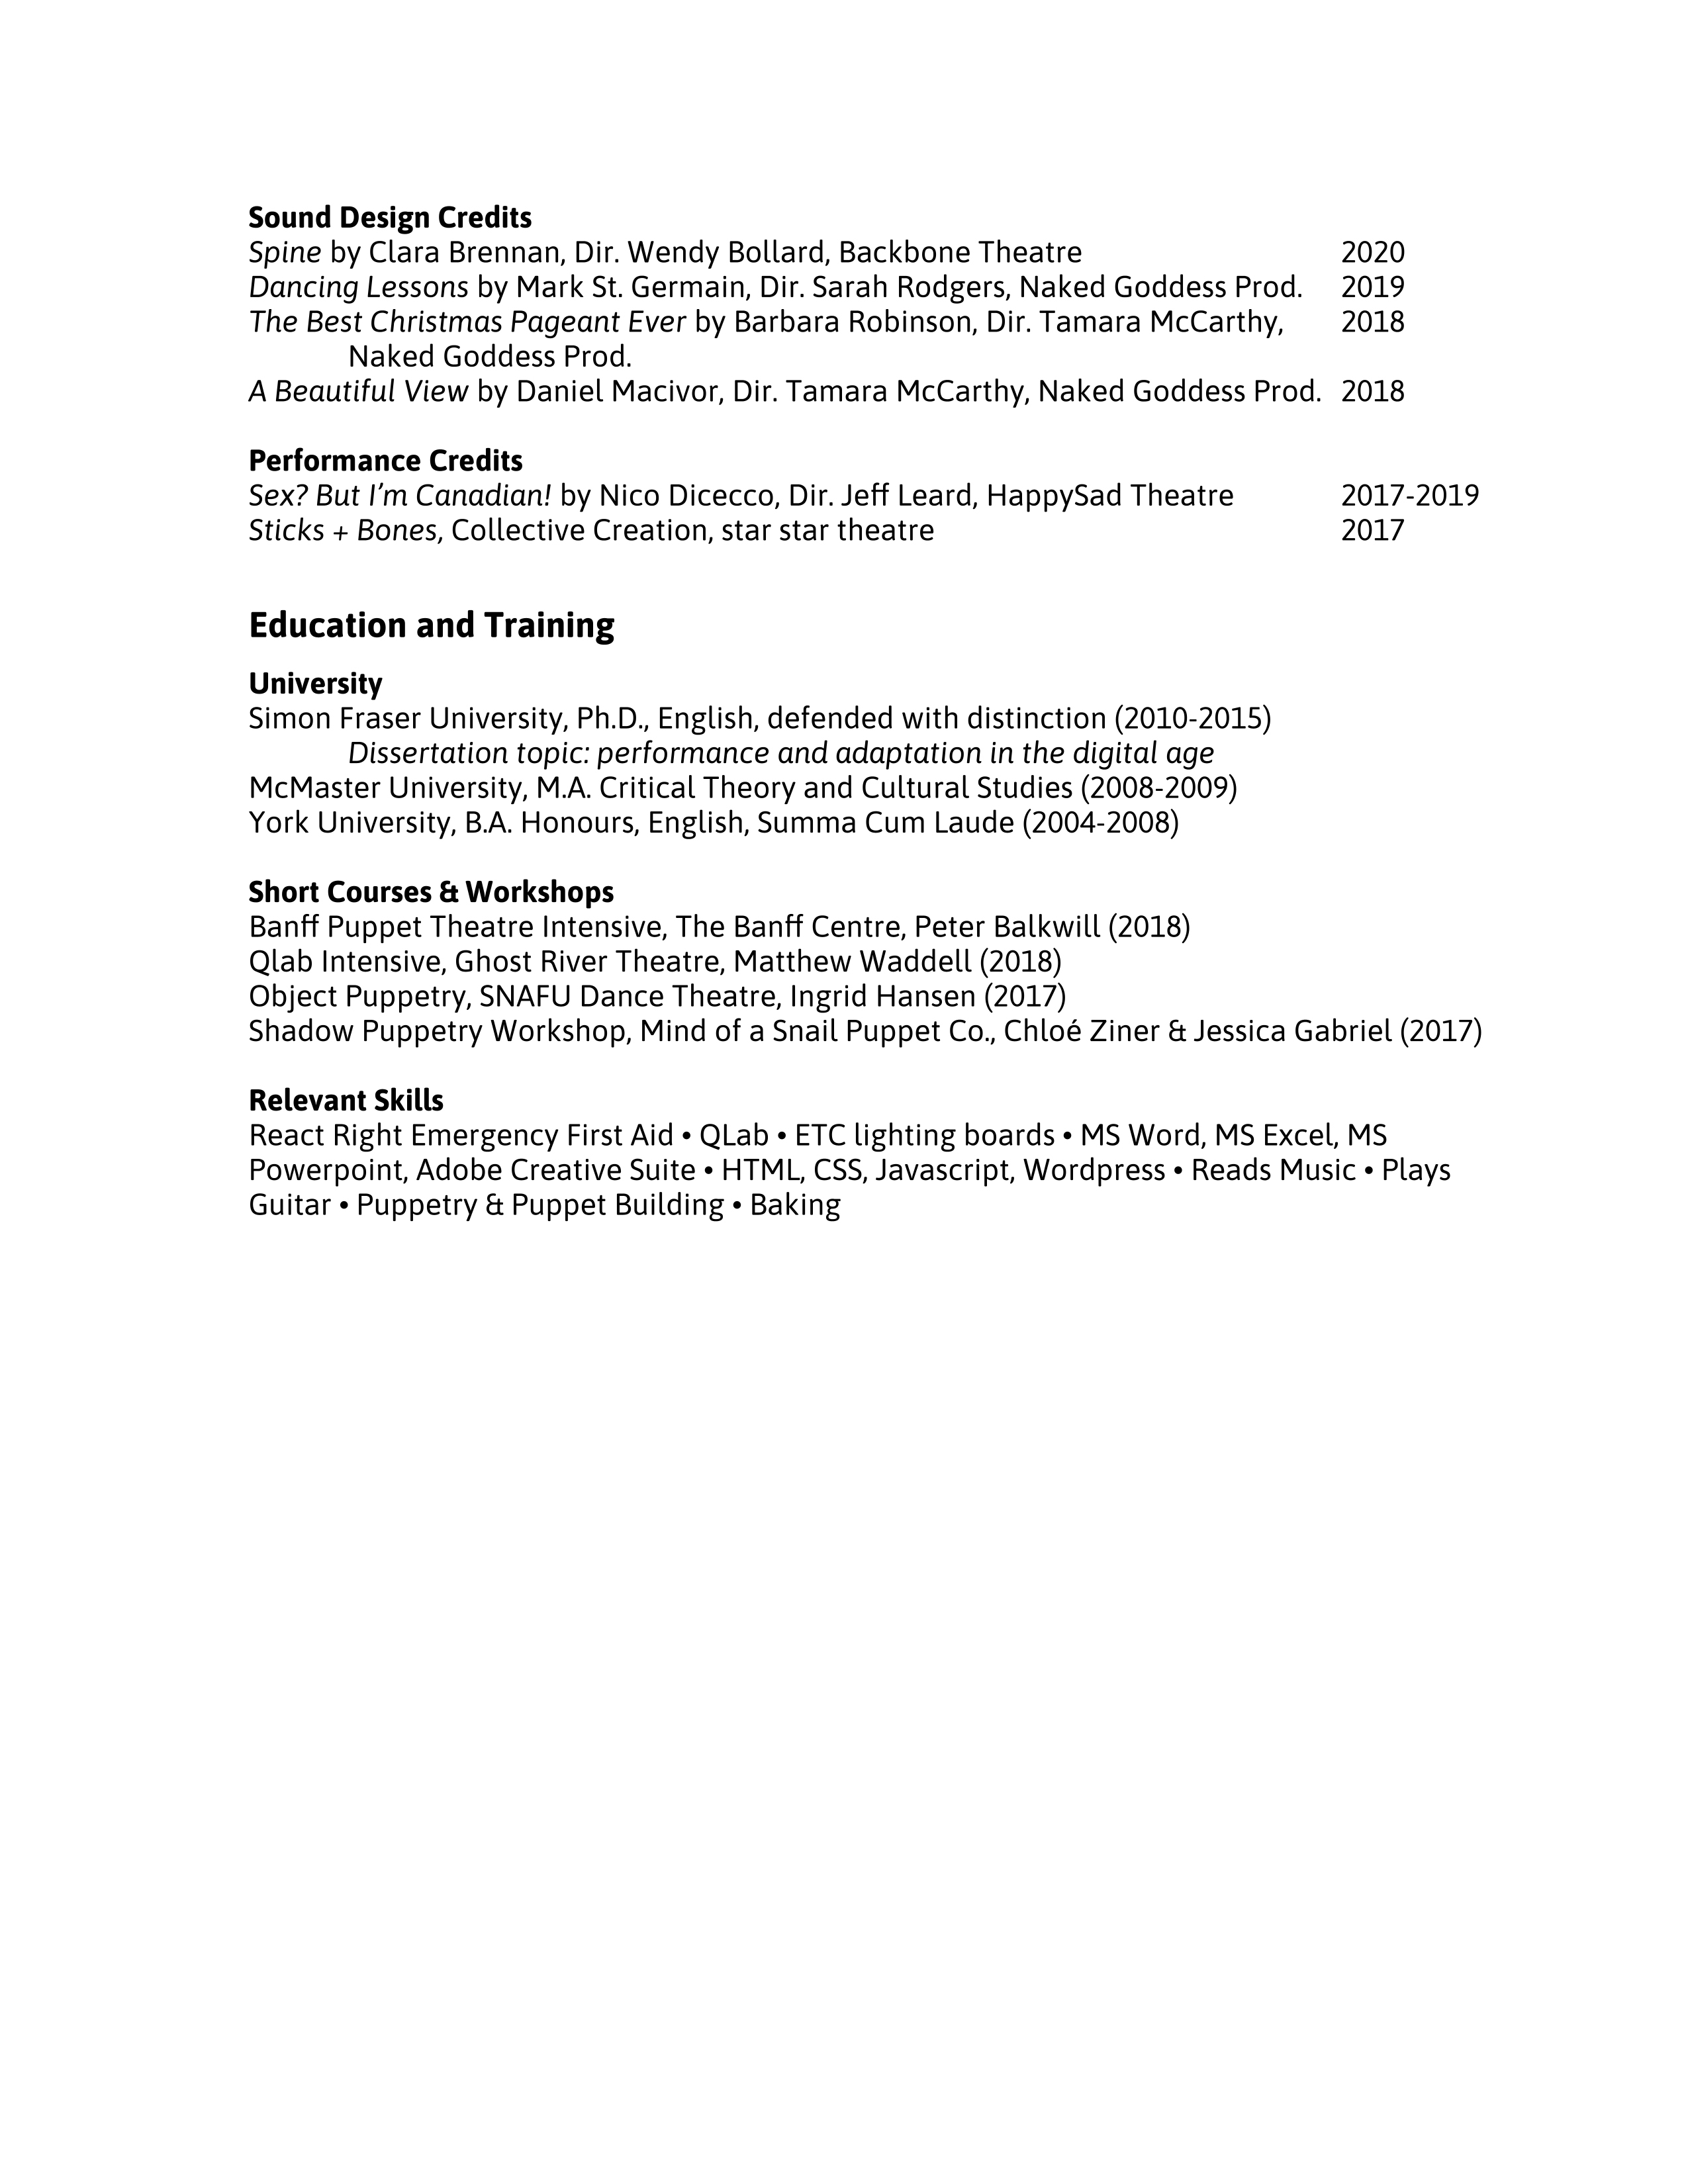 Sound Design Credits
Spine by Clara Brennan, Dir. Wendy Bollard, Backbone Theatre 2020
Dancing Lessons by Mark St. Germain, Dir. Sarah Rodgers, Naked Goddess Prod. 2019
The Best Christmas Pageant Ever by Barbara Robinson, Dir. Tamara McCarthy, 2018
Naked Goddess Prod.
A Beautiful View by Daniel Macivor, Dir. Tamara McCarthy, Naked Goddess Prod. 2018
Performance Credits
Sex? But I’m Canadian! by Nico Dicecco, Dir. Jeff Leard, HappySad Theatre 2017-2019
Sticks + Bones, Collective Creation, star star theatre 2017
Education and Training
University
Simon Fraser University, Ph.D., English, defended with distinction (2010-2015)
Dissertation topic: performance and adaptation in the digital age
McMaster University, M.A. Critical Theory and Cultural Studies (2008-2009)
York University, B.A. Honours, English, Summa Cum Laude (2004-2008)
Short Courses & Workshops
Banff Puppet Theatre Intensive, The Banff Centre, Peter Balkwill (2018)
Qlab Intensive, Ghost River Theatre, Matthew Waddell (2018)
Object Puppetry, SNAFU Dance Theatre, Ingrid Hansen (2017)
Shadow Puppetry Workshop, Mind of a Snail Puppet Co., Chloé Ziner & Jessica Gabriel (2017)
Relevant Skills
React Right Emergency First Aid • QLab • ETC lighting boards • MS Word, MS Excel, MS
Powerpoint, Adobe Creative Suite • HTML, CSS, Javascript, Wordpress • Reads Music • Plays
Guitar • Puppetry & Puppet Building • Baking